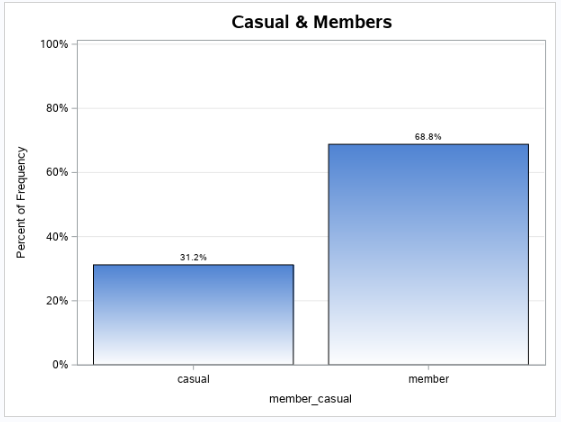 Casual & Members
100%
80%
60%
40%
20%
0%
Percent of Frequency
31.2%
68.8%
casual
member
member_casual